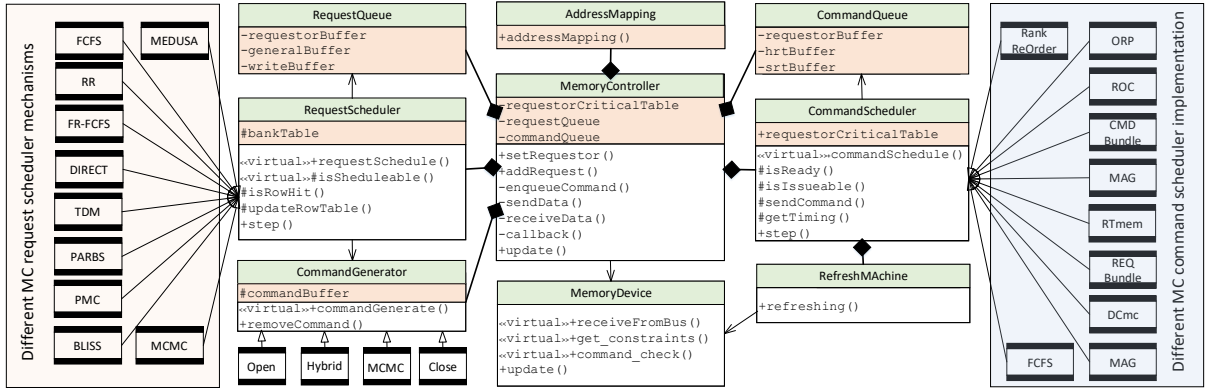 Different MC request scheduler mechanisms
FCFS
MEDUSA
RR
FR-FCFS
DIRECT
TDM
PARBS
PMC
BLISS
MCMC
RequestQueue
-requestorBuffer
-generalBuffer
-writeBuffer
RequestScheduler
#bankTable
«virtual»+requestSchedule()
«virtual»#isSheduleable()
#isRowHit()
#updateRowTable()
+step()
CommandGenerator
#commandBuffer
«virtual»+commandGenerate()
+removeCommand()
Open
Hybrid
MCMC
Close
AddressMapping
+addressMapping()
MemoryController
-requestorCriticalTable
-requestQueue
-commandQueue
+setRequestor()
+addRequest()
-enqueueCommand()
-sendData()
-receiveData()
-callback()
+update()
MemoryDevice
«virtual»+receiveFromBus()
«virtual»+get_constraints()
«virtual»+command_check()
+update()
CommandQueue
-requestorBuffer
-hrtBuffer
-srtBuffer
CommandScheduler
+requestorCriticalTable
«virtual»+commandSchedule()
#isReady()
#isIssueable()
#sendCommand()
#getTiming()
+step()
RefreshMAchine
+refreshing()
Rank
ReOrder
ORP
ROC
CMD
Bundle
MAG
RTmem
REQ
Bundle
DCmc
FCFS
MAG
Different MC command scheduler implementation